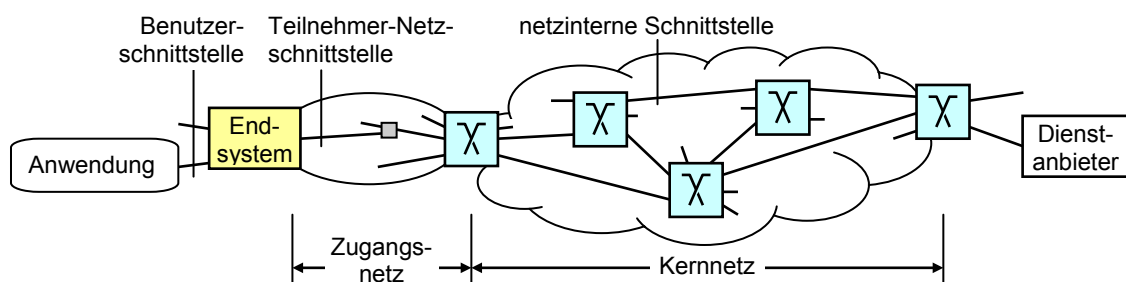 Benutzer-
schnittstelle
Teilnehmer-Netz-
schnittstelle
netzinterne Schnittstelle
Anwendung
End-
system
Dienst-
anbieter
Zugangs-
netz
Kernnetz